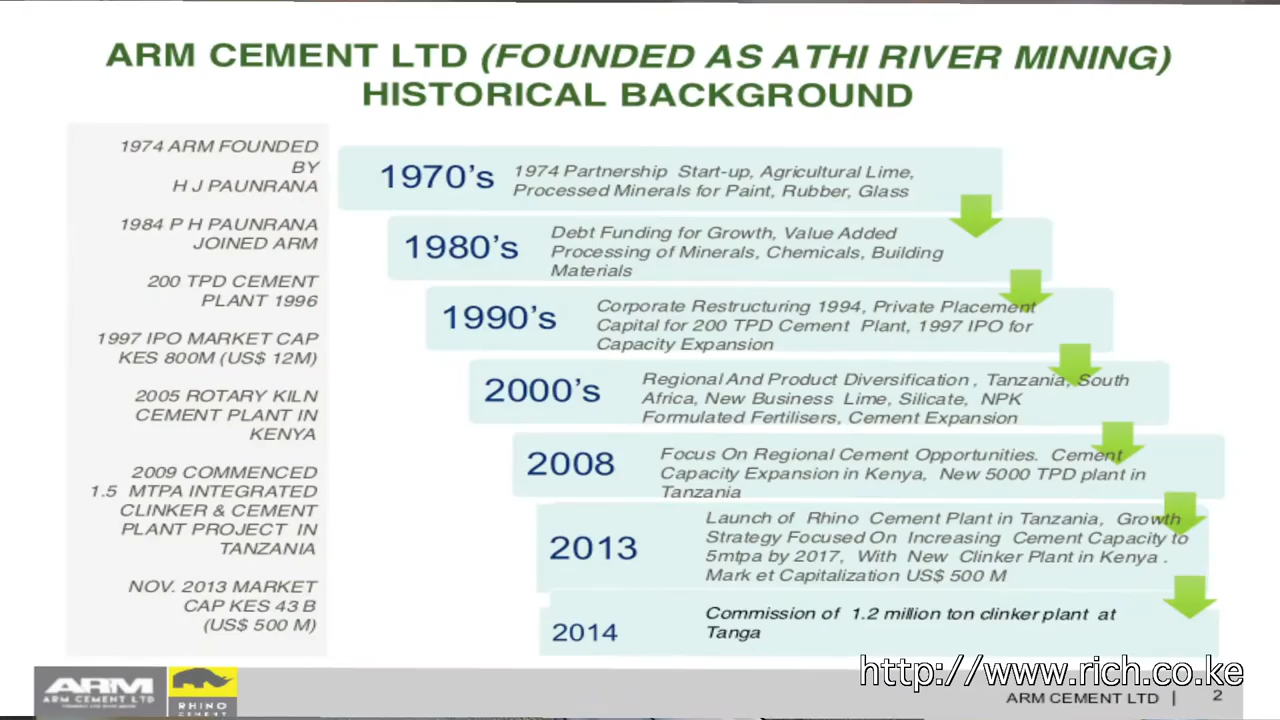 ARM CEMENT LTD (FOUNDED AS ATHI RIVER MINING)
HISTORICAL BACKGROUND
1974 ARM FOUNDED
BY
H J PAUNRANA
1984 P H PAUNRANA
JOINED ARM
200 TPD CEMENT
PLANT 1996
1997 IPO MARKET CAP
KES 800M (US$ 12M)
2005 ROTARY KILN
CEMENT PLANT IN
KENYA
2009 COMMENCED
1.5 MTPA INTEGRATED
CLINKER & CEMENT
PLANT PROJECT IN
TANZANIA
NOV. 2013 MARKET
CAP KES 43 B
(US$ 500 M)
1970's
1974 Partnership Start-up, Agricultural Lime,
Processed Minerals for Paint, Rubber, Glass
1980's
Debt Funding for Growth, Value Added
Processing of Minerals, Chemicals, Building
Materials
1990's
Corporate Restructuring 1994, Private Placement
Capital for 200 TPD Cement Plant, 1997 IPO for
Capacity Expansion
2000's
Regional And Product Diversification , Tanzania, South
Africa, New Business Lime, Silicate, NPK
Formulated Fertilisers, Cement Expansion
2008
Focus On Regional Cement Opportunities. Cement
Capacity Expansion in Kenya, New 5000 TPD plant in
Tanzania
2013
Launch of Rhino Cement Plant in Tanzania, Growth
Strategy Focused On Increasing Cement Capacity to
5mtpa by 2017, With New Clinker Plant in Kenya .
Mark et Capitalization US$ 500 M
2014
Commission of 1.2 million ton clinker plant at
Tanga
http://www.rich.co.ke
ARM
ARM CEMENT LTD
RHINO
CEMENT
ARM CEMENT LTD | 2